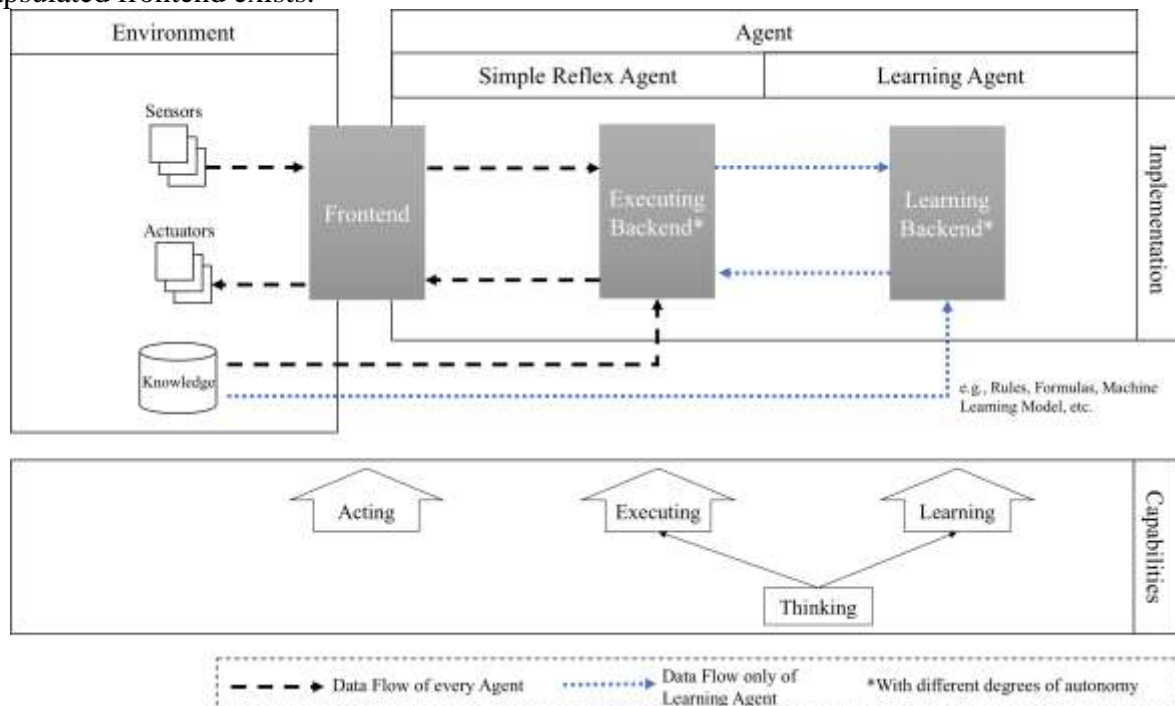 Environment
Agent
Simple Reflex Agent
Learning Agent
Sensors
Actuators
Knowledge
Frontend
Executing
Backend*
Learning
Backend*
Implementation
e.g., Rules, Formulas, Machine
Learning Model, etc.
Acting
Executing
Learning
Thinking
Capabilities
Data Flow of every Agent
Data Flow only of
Learning Agent
*With different degrees of autonomy